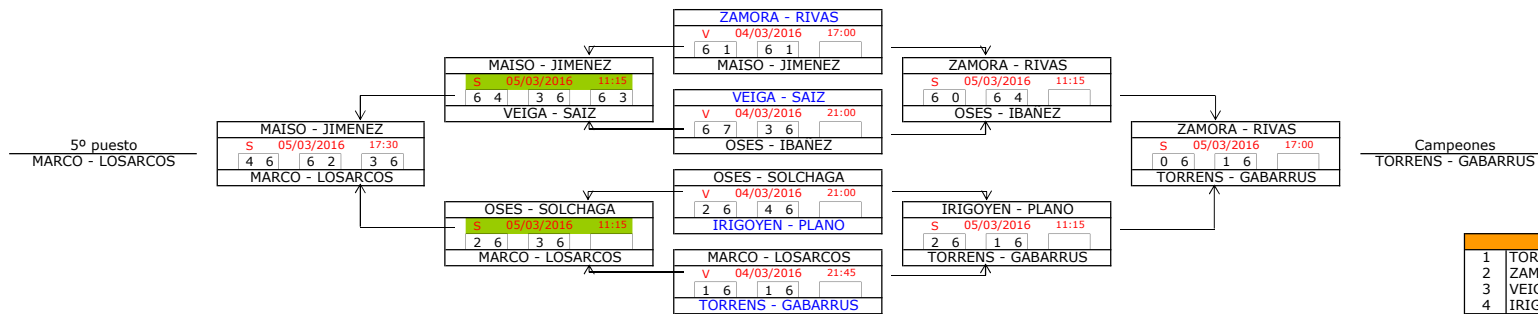 ZAMORA - RIVAS
V 04/03/2016 17:00
6 1 6 1
MAISO - JIMENEZ
MAISO - JIMENEZ
S 05/03/2016 11:15
6 4 3 6 6 3
VEIGA - SAIZ
ZAMORA - RIVAS
S 05/03/2016 11:15
6 0 6 4
OSES - IBAÑEZ
VEIGA - SAIZ
V 04/03/2016 21:00
6 7 3 6
OSES - IBAÑEZ
5º puesto
MARCO - LOSARCOS
MAISO - JIMENEZ
S 05/03/2016 17:30
4 6 6 2 3 6
MARCO - LOSARCOS
ZAMORA - RIVAS
S 05/03/2016 17:00
0 6 1 6
TORRENS - GABARRUS
Campeones
TORRENS - GABARRUS
OSES - SOLCHAGA
V 04/03/2016 21:00
2 6 4 6
IRIGOYEN - PLANO
OSES - SOLCHAGA
S 05/03/2016 11:15
2 6 3 6
MARCO - LOSARCOS
IRIGOYEN - PLANO
S 05/03/2016 11:15
2 6 1 6
TORRENS - GABARRUS
MARCO - LOSARCOS
V 04/03/2016 21:45
1 6 1 6
TORRENS - GABARRUS
1 TOR
2 ZAM
3 VEIG
4 IRIG